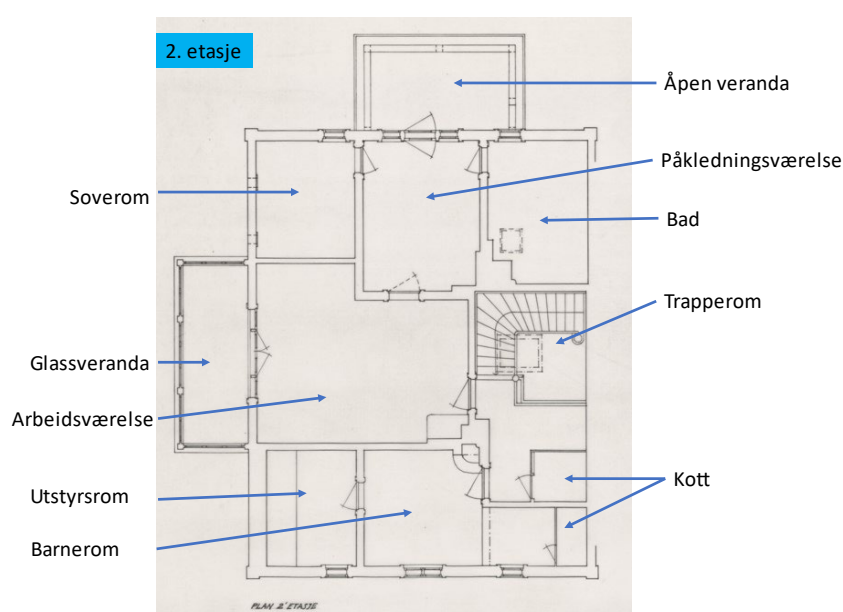 2. etasje
Åpen veranda
Påkledningsværelse
Soverom
Bad
Trapperom
Glassveranda
Arbeidsværelse
Kott
Utstyrsrom
Barnerom
PLAN 2' ETASJE